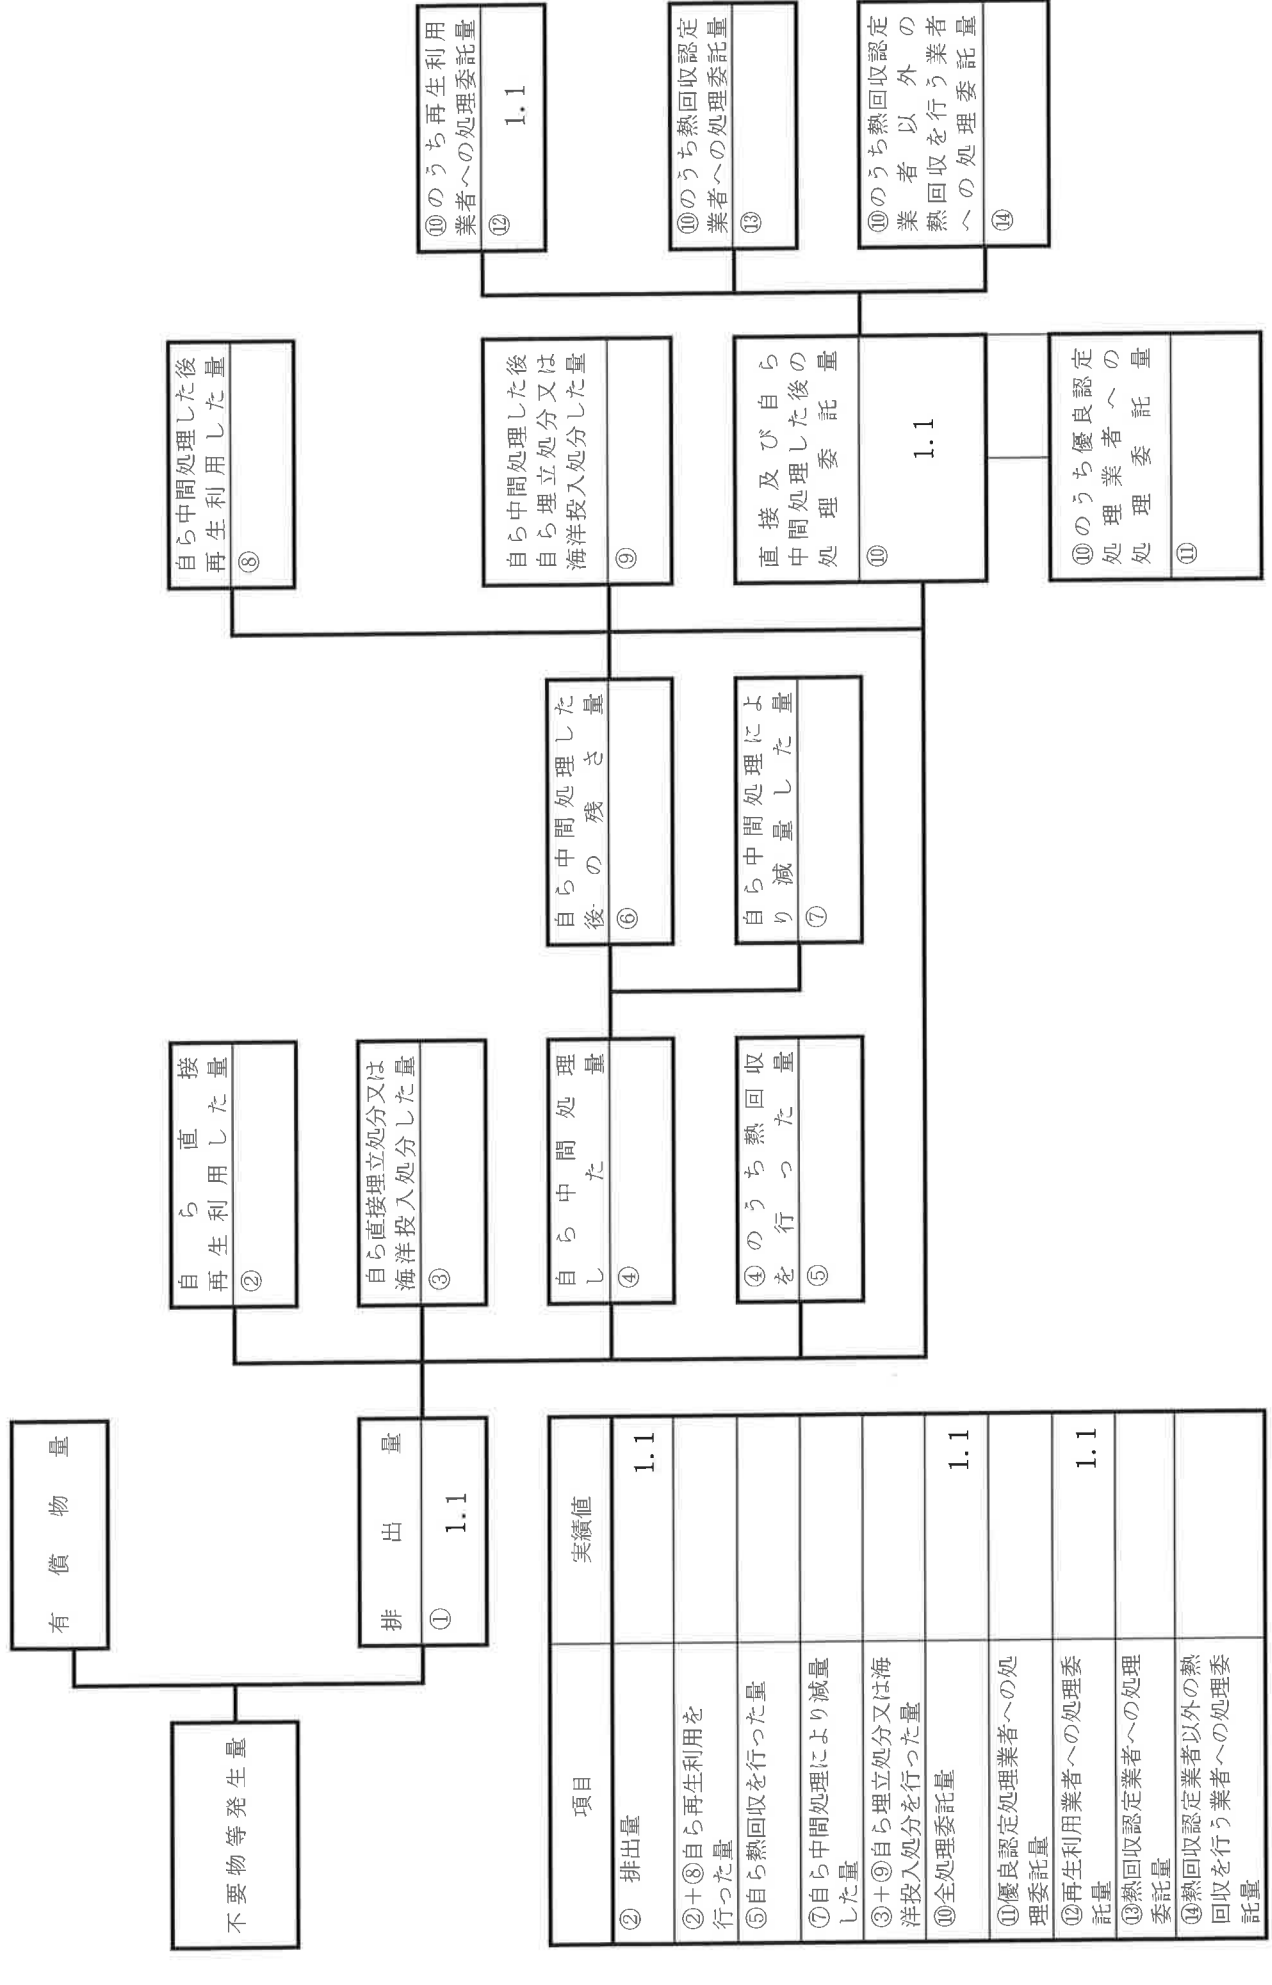 有償物量
不要物等発生量
排出量
①
1.1
自ら直接
再生利用した量
②
自ら直接埋立処分又は
海洋投入処分した量
③
自ら中間処理
した量
④
④のうち熱回収
を行った量
⑤
自ら中間処理した
後の残さ量
⑥
自ら中間処理によ
り減量した量
⑦
自ら中間処理した後
再生利用した量
⑧
自ら中間処理した後
自ら埋立処分又は
海洋投入処分した量
⑨
直接及び自ら
中間処理した後の
処理委託量
⑩
1.1
⑩のうち優良認定
処理業者への
処理委託量
⑪
⑩のうち再生利用
業者への処理委託量
⑫
1.1
⑩のうち熱回収認定
業者への処理委託量
⑬
⑩のうち熱回収認定
業者以外の
熱回収を行う業者
への処理委託量
⑭
項目 実績値
② 排出量 1.1
②+⑧自ら再生利用を
行った量
⑤自ら熱回収を行った量
⑦自ら中間処理により減量
した量
③+⑨自ら埋立処分又は海
洋投入処分を行った量
⑩全処理委託量 1.1
⑪優良認定処理業者への処
理委託量
⑫再生利用業者への処理委
託量 1.1
⑬熱回収認定業者への処理
委託量
⑭熱回収認定業者以外の熱
回収を行う業者への処理委
託量